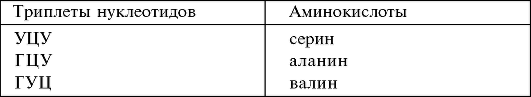 Триплеты нуклеотидов Аминокислоты
УЦУ серин
ГЦУ аланин
ГУЦ валин